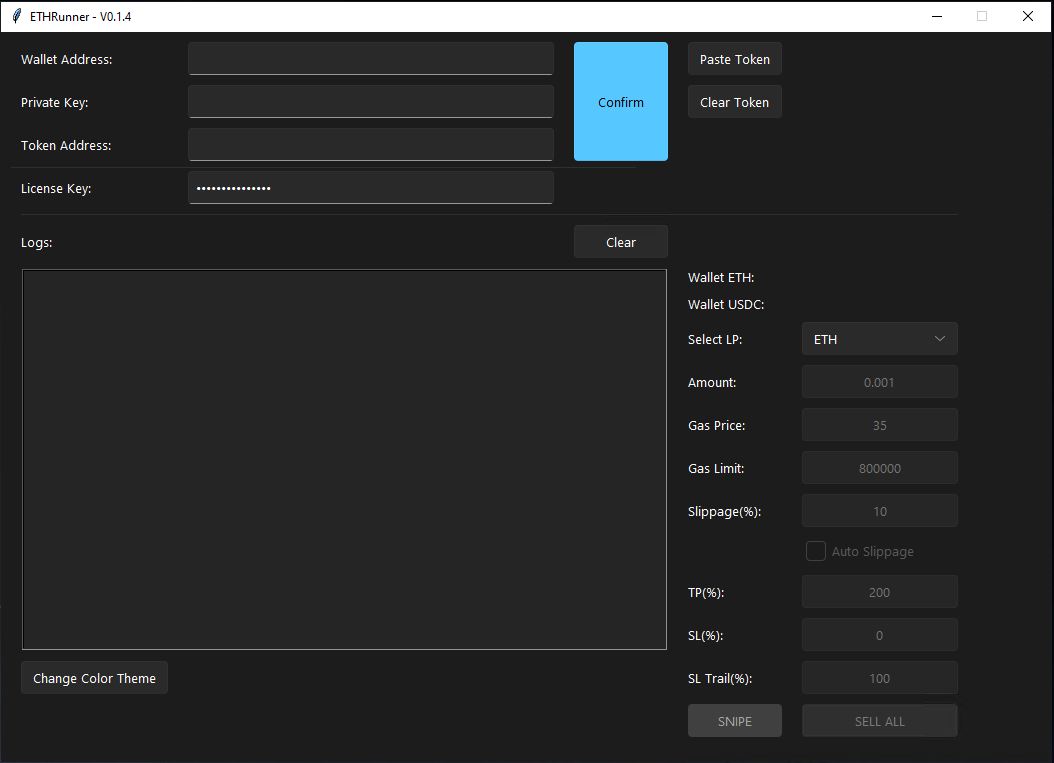 ETHRunner - V0.1.4
Wallet Address:
Confirm
Paste Token
Private Key:
Clear Token
Token Address:
License Key:
•••••••••••••••
Logs:
Clear
Wallet ETH:
Wallet USDC:
Select LP:
ETH
Amount:
0.001
Gas Price:
35
Gas Limit:
800000
Slippage(%):
10
Auto Slippage
TP(%):
200
SL(%):
0
SL Trail(%):
100
Change Color Theme
SNIPE
SELL ALL